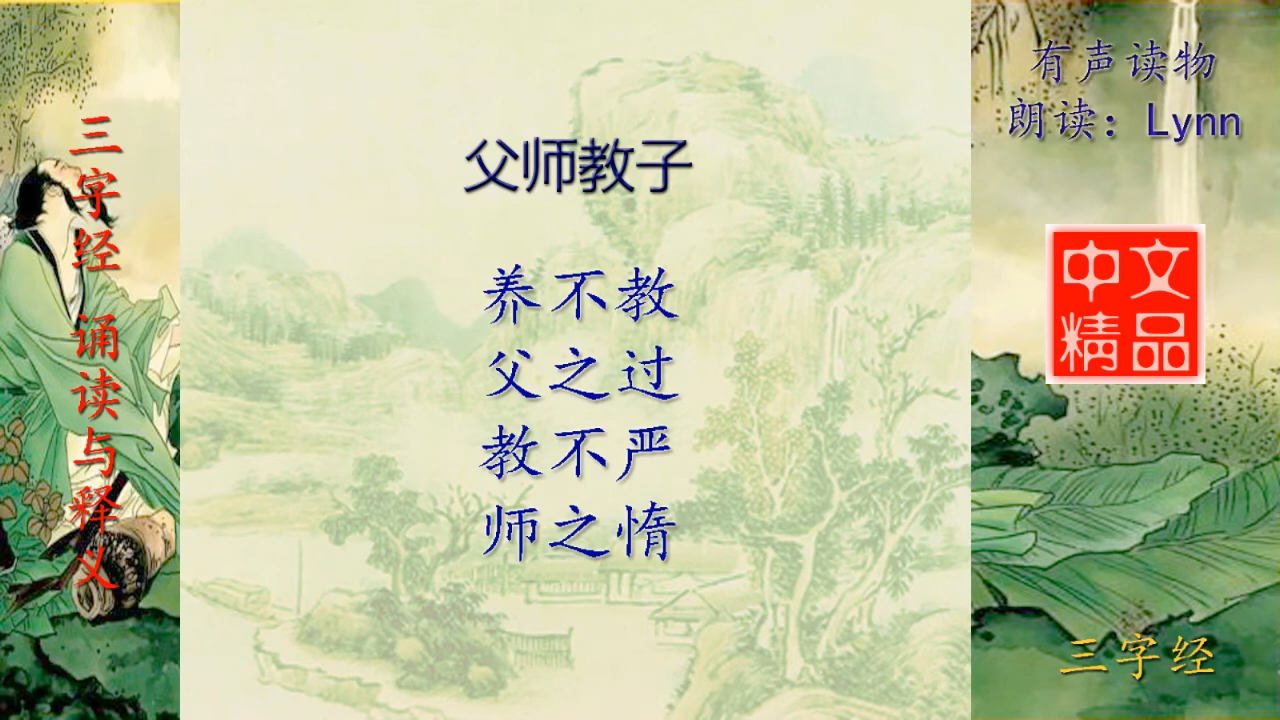 三字经 诵读与释义
父师教子
养不教
父之过
教不严
师之惰
有声读物
朗读：Lynn
中文
精品
三字经